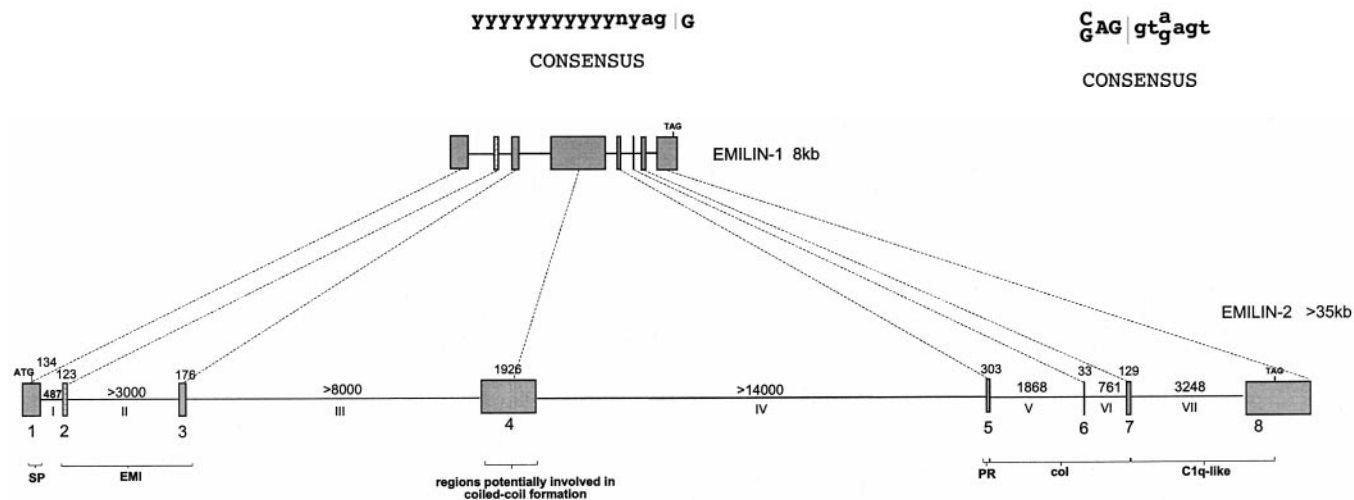 yyyyyyyyyyynyag | G
C
G AG | gt a
g agt
CONSENSUS
CONSENSUS
TAG
EMILIN-1 8kb
EMILIN-2 >35kb
ATG 134 123 176 1926 303 33 129 TAG
487 >3000 >8000 >14000 1868 761 3248
I II III IV V VI VII
1 2 3 4 5 6 7 8
SP EMI PR col C1q-like
regions potentially involved in
coiled-coil formation